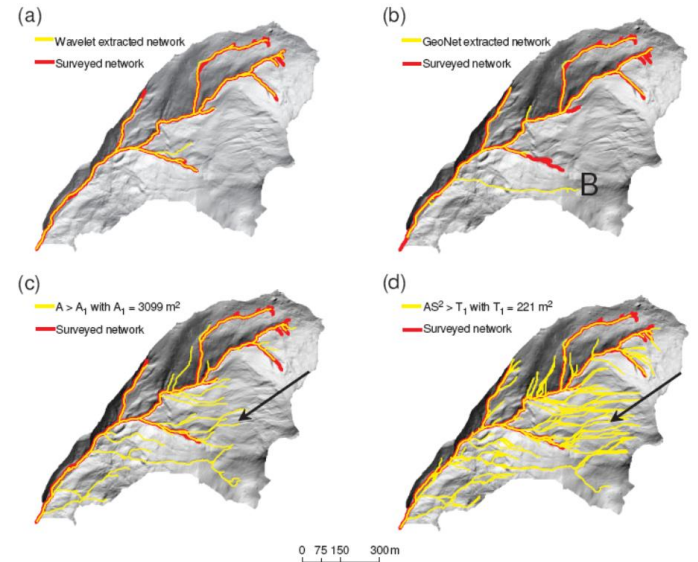 (a)
Wavelet extracted network
Surveyed network
(b)
GeoNet extracted network
Surveyed network
B
(c)
A > A₁ with A₁ = 3099 m²
Surveyed network
(d)
AS² > T₁ with T₁ = 221 m²
Surveyed network
0 75 150 300 m